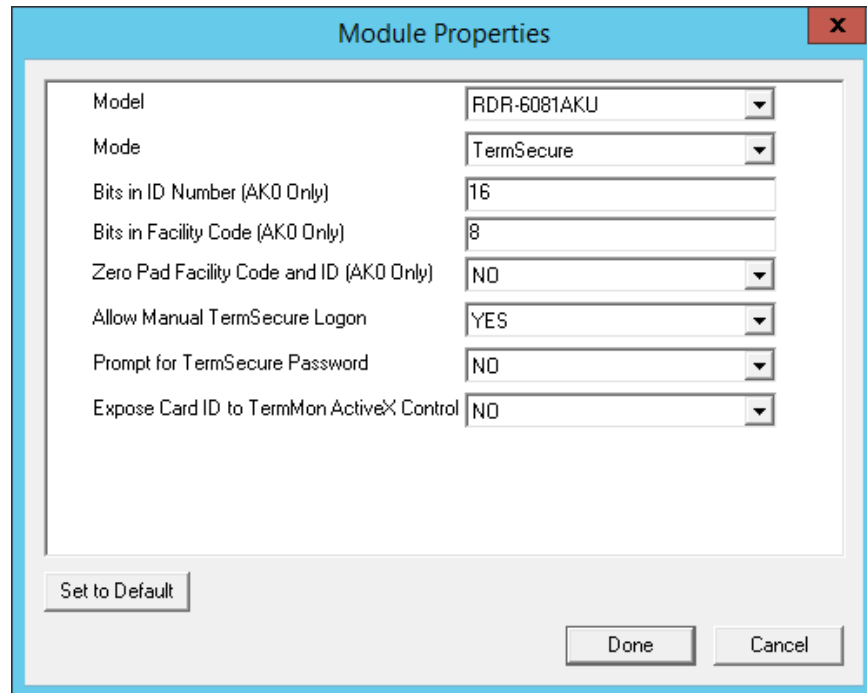 Module Properties
x
Model RDR-6081AKU
Mode TermSecure
Bits in ID Number (AK0 Only) 16
Bits in Facility Code (AK0 Only) 8
Zero Pad Facility Code and ID (AK0 Only) NO
Allow Manual TermSecure Logon YES
Prompt for TermSecure Password NO
Expose Card ID to TermMon ActiveX Control NO
Set to Default
Done Cancel